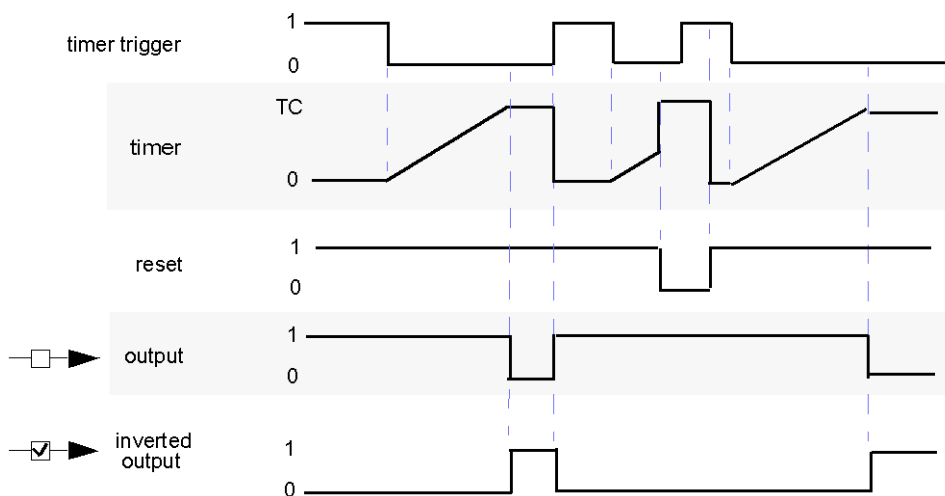 1
timer trigger
0
TC
timer
0
1
reset
0
1
output
0
inverted
output
1
0